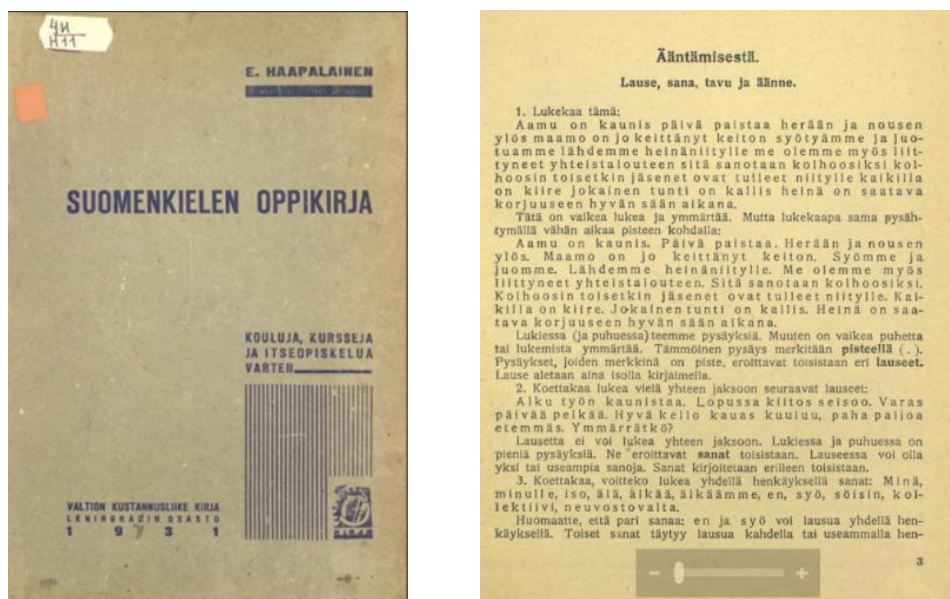 4И
Н11
E. HAAPALAINEN
SUOMENKIELEN OPPIKIRJA
KOULUJA, KURSSEJA
JA ITSEOPISKELUA
VARTEN
VALTION KUSTANNUSLIIKE KIRJA
LENINGRADIN OSASTO
1931
Ääntämisestä.
Lause, sana, tavu ja äänne.
1. Lukekaa tämä:
Aamu on kaunis päivä paistaa herään ja nousen
ylös maamo on jo keittänyt keiton syötyämme ja juo-
tuamme lähdemme heinäniitylle me olemme myös liit-
tyneet yhteistalouteen sitä sanotaan kolhoosiksi kol-
hoosin toisetkin jäsenet ovat tulleet niitylle kaikilla
on kiire jokainen tunti on kallis heinä on saatava
korjuuseen hyvän sään aikana.
Tätä on vaikea lukea ja ymmärtää. Mutta lukekaapa sama pysäh-
tymällä vähän aikaa pisteen kohdalla:
Aamu on kaunis. Päivä paistaa. Herään ja nousen
ylös. Maamo on jo keittänyt keiton. Syömme ja
juomme. Lähdemme heinäniitylle. Me olemme myös
liittyneet yhteistalouteen. Sitä sanotaan kolhoosiksi.
Kolhoosin toisetkin jäsenet ovat tulleet niitylle. Kai-
killa on kiire. Jokainen tunti on kallis. Heinä on saa-
tava korjuuseen hyvän sään aikana.
Lukiessa (ja puhuessa) teemme pysäyksiä. Muuten on vaikea puhetta
tai lukemista ymmärtää. Tämmöinen pysäys merkitään pisteellä (.).
Pysäykset, joiden merkkinä on piste, eroittavat toisistaan eri lauseet.
Lause aletaan aina isolla kirjaimella.
2. Koettakaa lukea vielä yhteen jaksoon seuraavat lauseet:
Alku työn kaunistaa. Lopussa kiitos seisoo. Varas
päivää pelkää. Hyvä kello kauas kuuluu, paha paljoa
etemmäs. Ymmärrätkö?
Lausetta ei voi lukea yhteen jaksoon. Lukiessa ja puhuessa on
pieniä pysäyksiä. Ne eroittavat sanat toisistaan. Lauseessa voi olla
yksi tai useampia sanoja. Sanat kirjoitetaan erilleen toisistaan.
3. Koettakaa, voitteko lukea yhdellä henkäyksellä sanat: Minä,
minulle, iso, älä, älkää, älkäämme, en, syö, söisin, kol-
lektiivi, neuvostovalta.
Huomaatte, että pari sanaa: en ja syö voi lausua yhdellä hen-
käyksellä. Toiset sanat täytyy lausua kahdella tai useammalla hen-
3